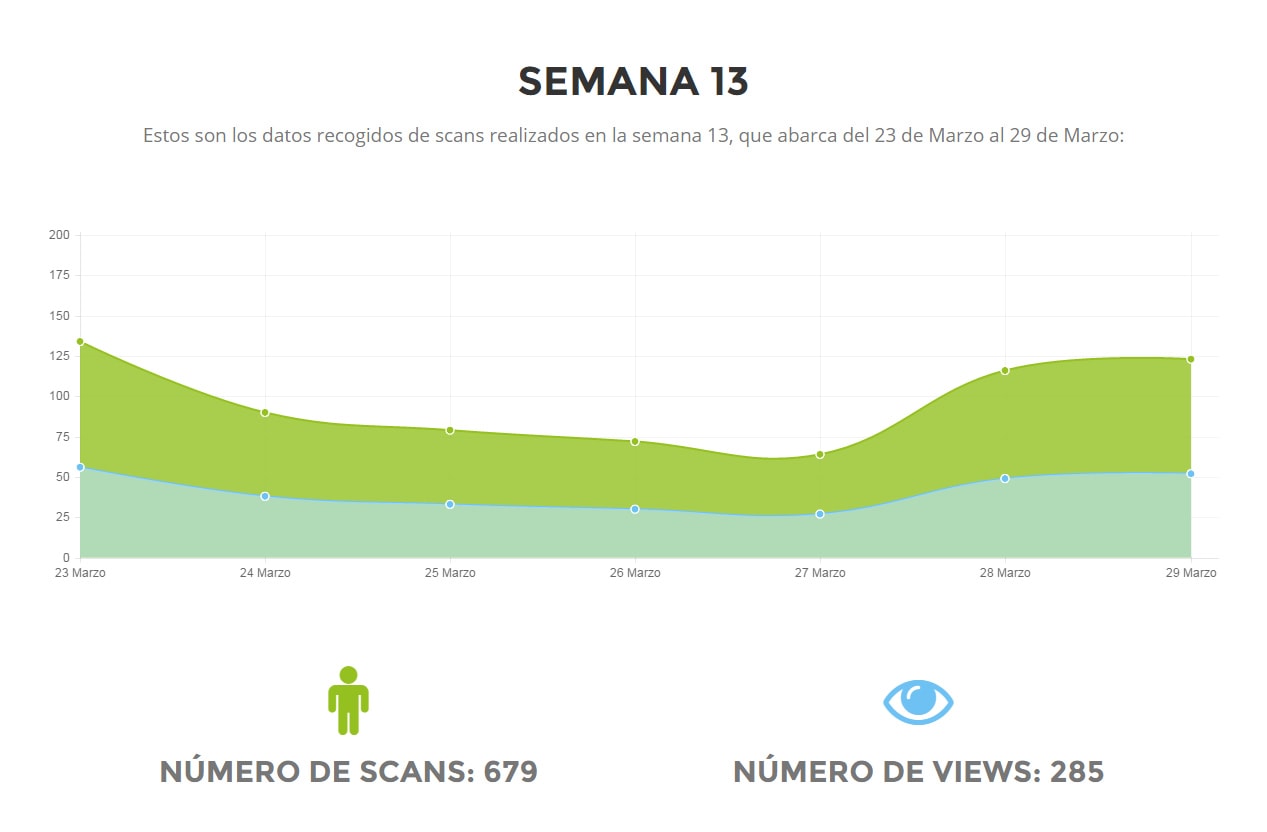 SEMANA 13
Estos son los datos recogidos de scans realizados en la semana 13, que abarca del 23 de Marzo al 29 de Marzo:
200
175
150
125
100
75
50
25
0
23 Marzo 24 Marzo 25 Marzo 26 Marzo 27 Marzo 28 Marzo 29 Marzo
NÚMERO DE SCANS: 679 NÚMERO DE VIEWS: 285